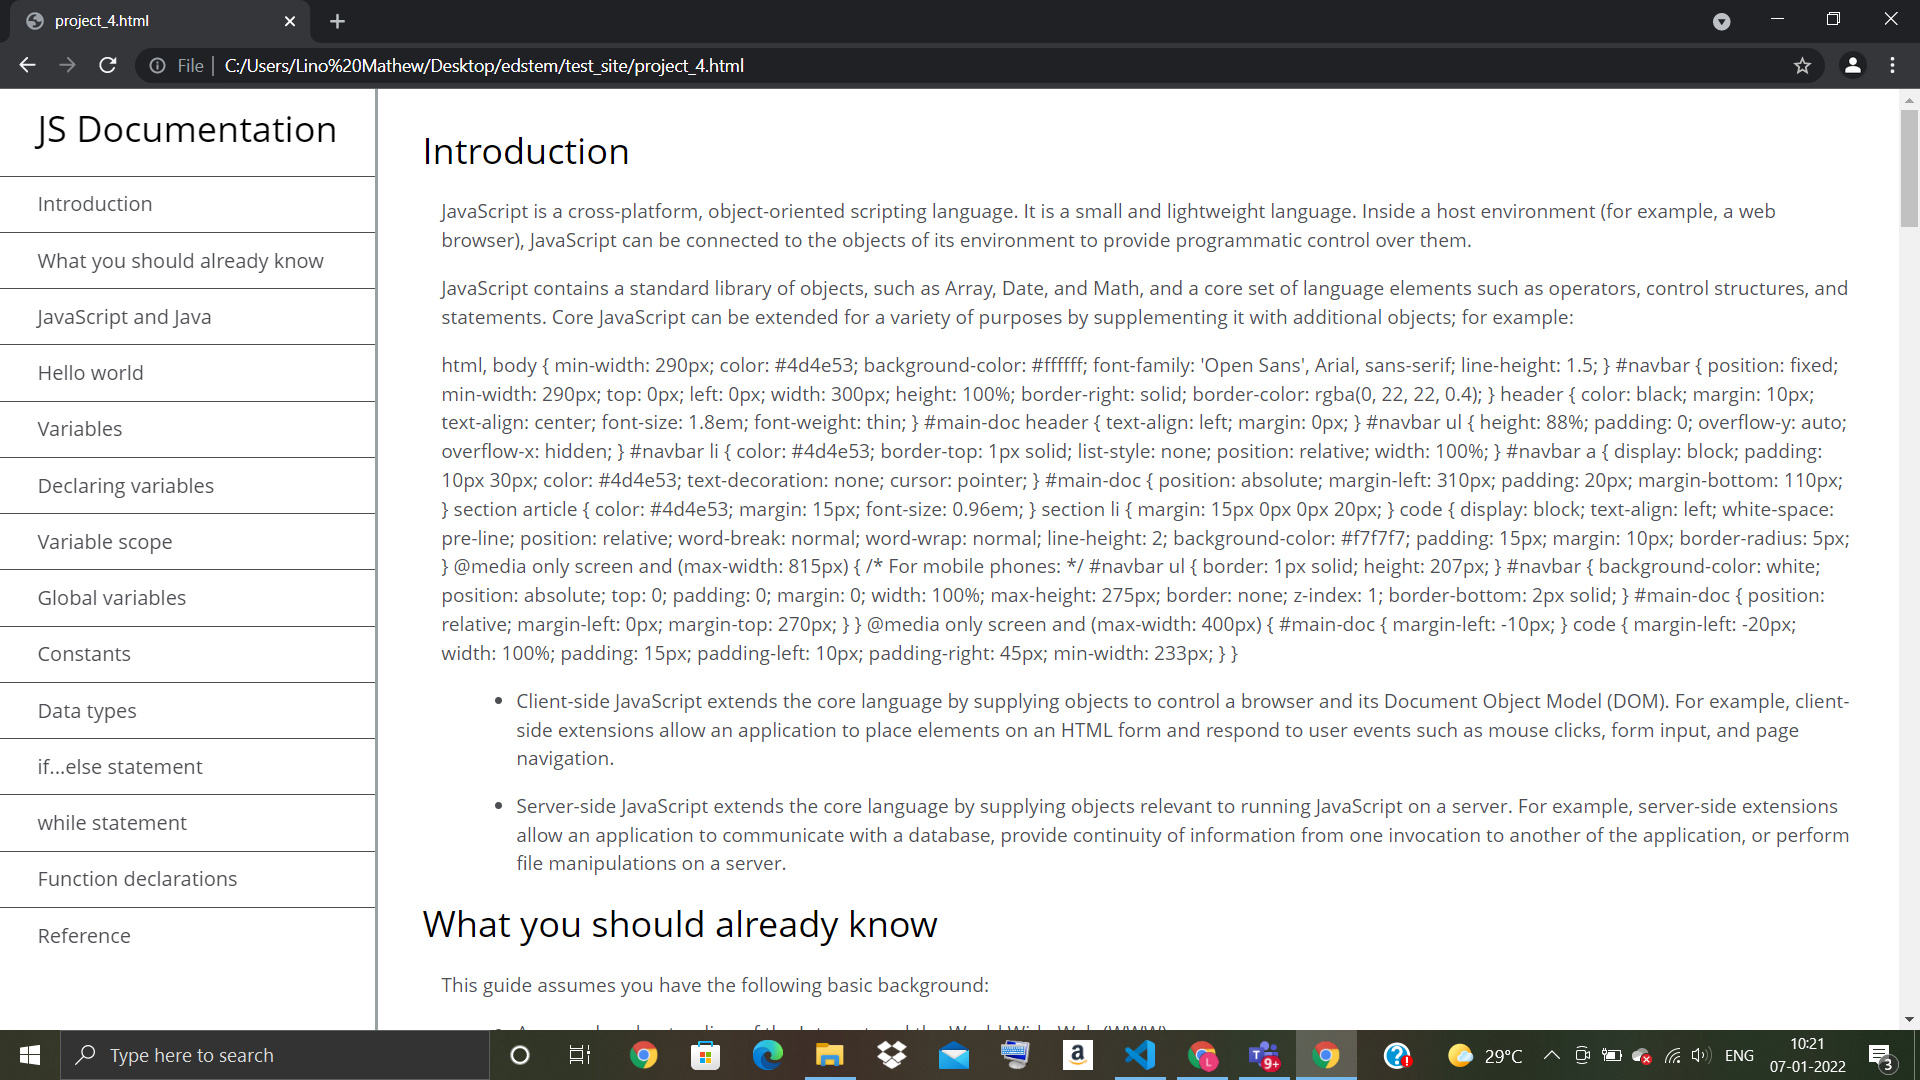 project_4.html
File
C:/Users/Lino%20Mathew/Desktop/edstem/test_site/project_4.html
JS Documentation
Introduction
What you should already know
JavaScript and Java
Hello world
Variables
Declaring variables
Variable scope
Global variables
Constants
Data types
if...else statement
while statement
Function declarations
Reference
Introduction
JavaScript is a cross-platform, object-oriented scripting language. It is a small and lightweight language. Inside a host environment (for example, a web
browser), JavaScript can be connected to the objects of its environment to provide programmatic control over them.
JavaScript contains a standard library of objects, such as Array, Date, and Math, and a core set of language elements such as operators, control structures, and
statements. Core JavaScript can be extended for a variety of purposes by supplementing it with additional objects; for example:
html, body { min-width: 290px; color: #4d4e53; background-color: #ffffff; font-family: 'Open Sans', Arial, sans-serif; line-height: 1.5; } #navbar { position: fixed;
min-width: 290px; top: 0px; left: 0px; width: 300px; height: 100%; border-right: solid; border-color: rgba(0, 22, 22, 0.4); } header { color: black; margin: 10px;
text-align: center; font-size: 1.8em; font-weight: thin; } #main-doc header { text-align: left; margin: 0px; } #navbar ul { height: 88%; padding: 0; overflow-y: auto;
overflow-x: hidden; } #navbar li { color: #4d4e53; border-top: 1px solid; list-style: none; position: relative; width: 100%; } #navbar a { display: block; padding:
10px 30px; color: #4d4e53; text-decoration: none; cursor: pointer; } #main-doc { position: absolute; margin-left: 310px; padding: 20px; margin-bottom: 110px;
} section article { color: #4d4e53; margin: 15px; font-size: 0.96em; } section li { margin: 15px 0px 0px 20px; } code { display: block; text-align: left; white-space:
pre-line; position: relative; word-break: normal; word-wrap: normal; line-height: 2; background-color: #f7f7f7; padding: 15px; margin: 10px; border-radius: 5px;
} @media only screen and (max-width: 815px) { /* For mobile phones: */ #navbar ul { border: 1px solid; height: 207px; } #navbar { background-color: white;
position: absolute; top: 0; padding: 0; margin: 0; width: 100%; max-height: 275px; border: none; z-index: 1; border-bottom: 2px solid; } #main-doc { position:
relative; margin-left: 0px; margin-top: 270px; } } @media only screen and (max-width: 400px) { #main-doc { margin-left: -10px; } code { margin-left: -20px;
width: 100%; padding: 15px; padding-left: 10px; padding-right: 45px; min-width: 233px; } }
• Client-side JavaScript extends the core language by supplying objects to control a browser and its Document Object Model (DOM). For example, client-
side extensions allow an application to place elements on an HTML form and respond to user events such as mouse clicks, form input, and page
navigation.
• Server-side JavaScript extends the core language by supplying objects relevant to running JavaScript on a server. For example, server-side extensions
allow an application to communicate with a database, provide continuity of information from one invocation to another of the application, or perform
file manipulations on a server.
What you should already know
This guide assumes you have the following basic background:
Type here to search
29°C
ENG
10:21
07-01-2022
3
9+